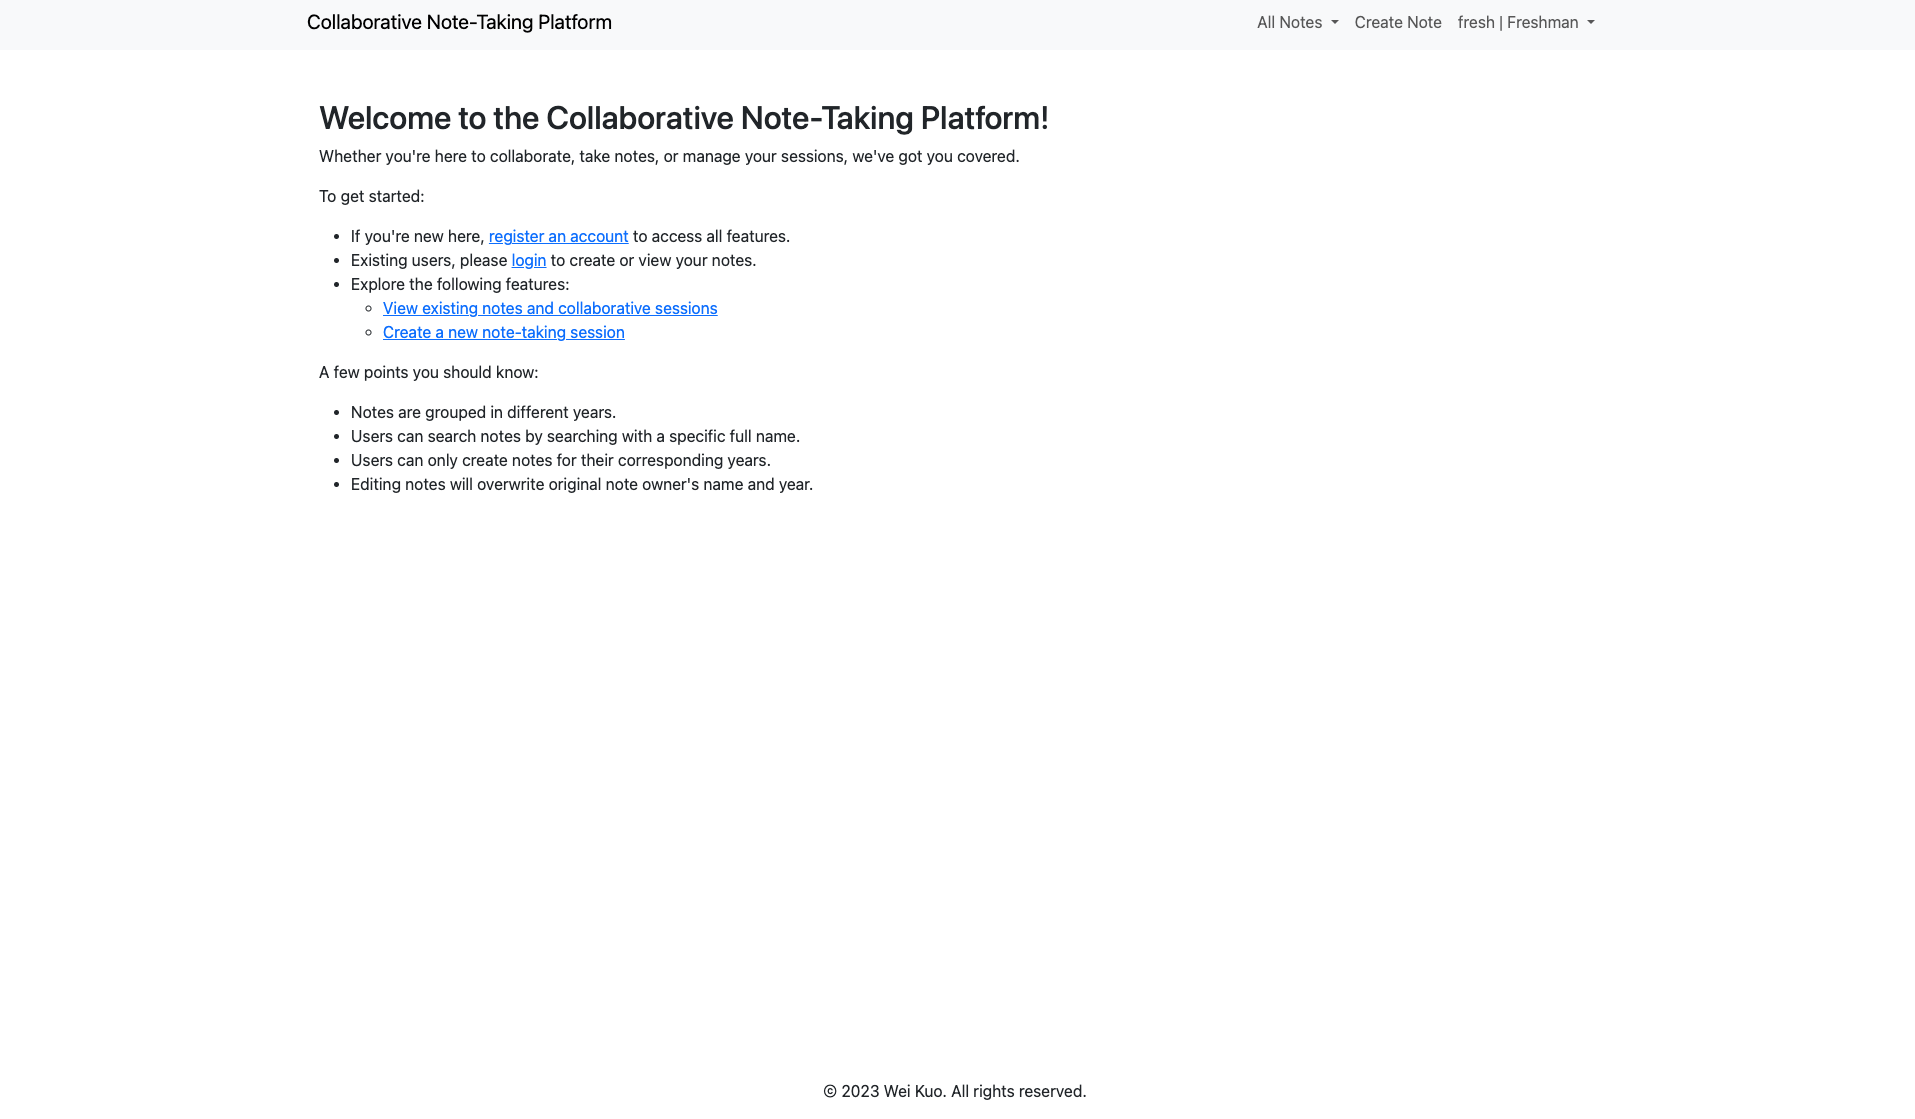 Collaborative Note-Taking Platform
All Notes
Create Note
fresh | Freshman
Welcome to the Collaborative Note-Taking Platform!
Whether you're here to collaborate, take notes, or manage your sessions, we've got you covered.
To get started:
If you're new here, register an account to access all features.
Existing users, please login to create or view your notes.
Explore the following features:
View existing notes and collaborative sessions
Create a new note-taking session
A few points you should know:
Notes are grouped in different years.
Users can search notes by searching with a specific full name.
Users can only create notes for their corresponding years.
Editing notes will overwrite original note owner's name and year.
© 2023 Wei Kuo. All rights reserved.